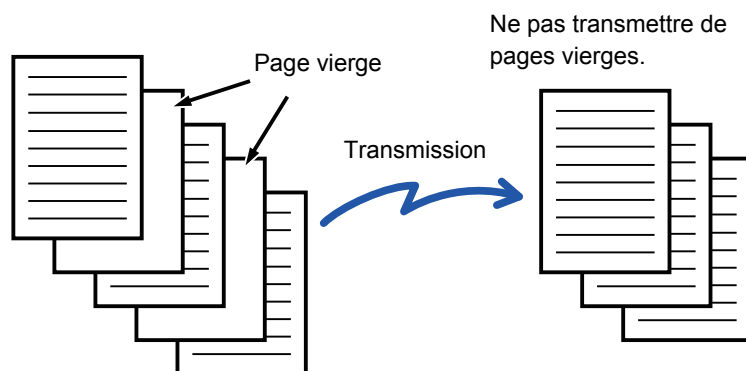 Page vierge
Transmission
Ne pas transmettre de
pages vierges.